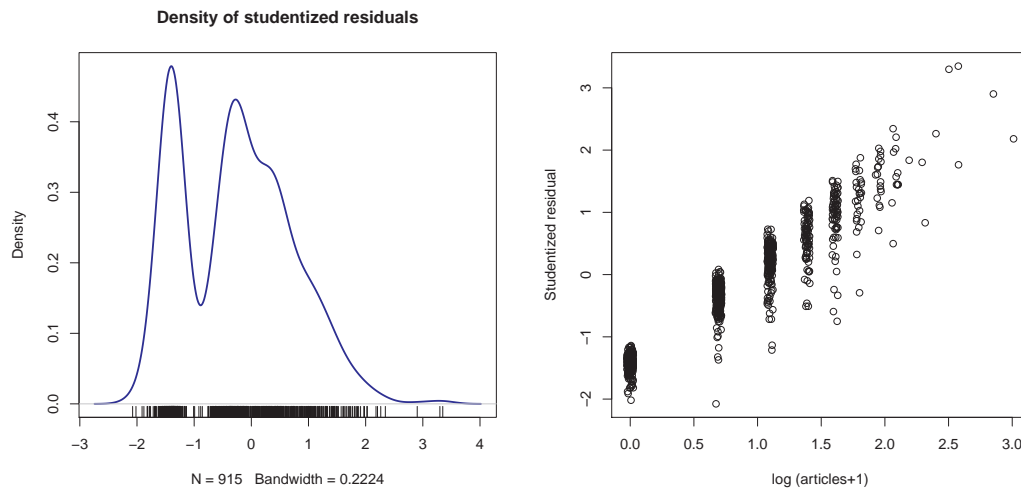 Density of studentized residuals
Density
0.0
0.1
0.2
0.3
0.4
−3 −2 −1 0 1 2 3 4
N = 915 Bandwidth = 0.2224
Studentized residual
−2
−1
0
1
2
3
0.0 0.5 1.0 1.5 2.0 2.5 3.0
log (articles+1)